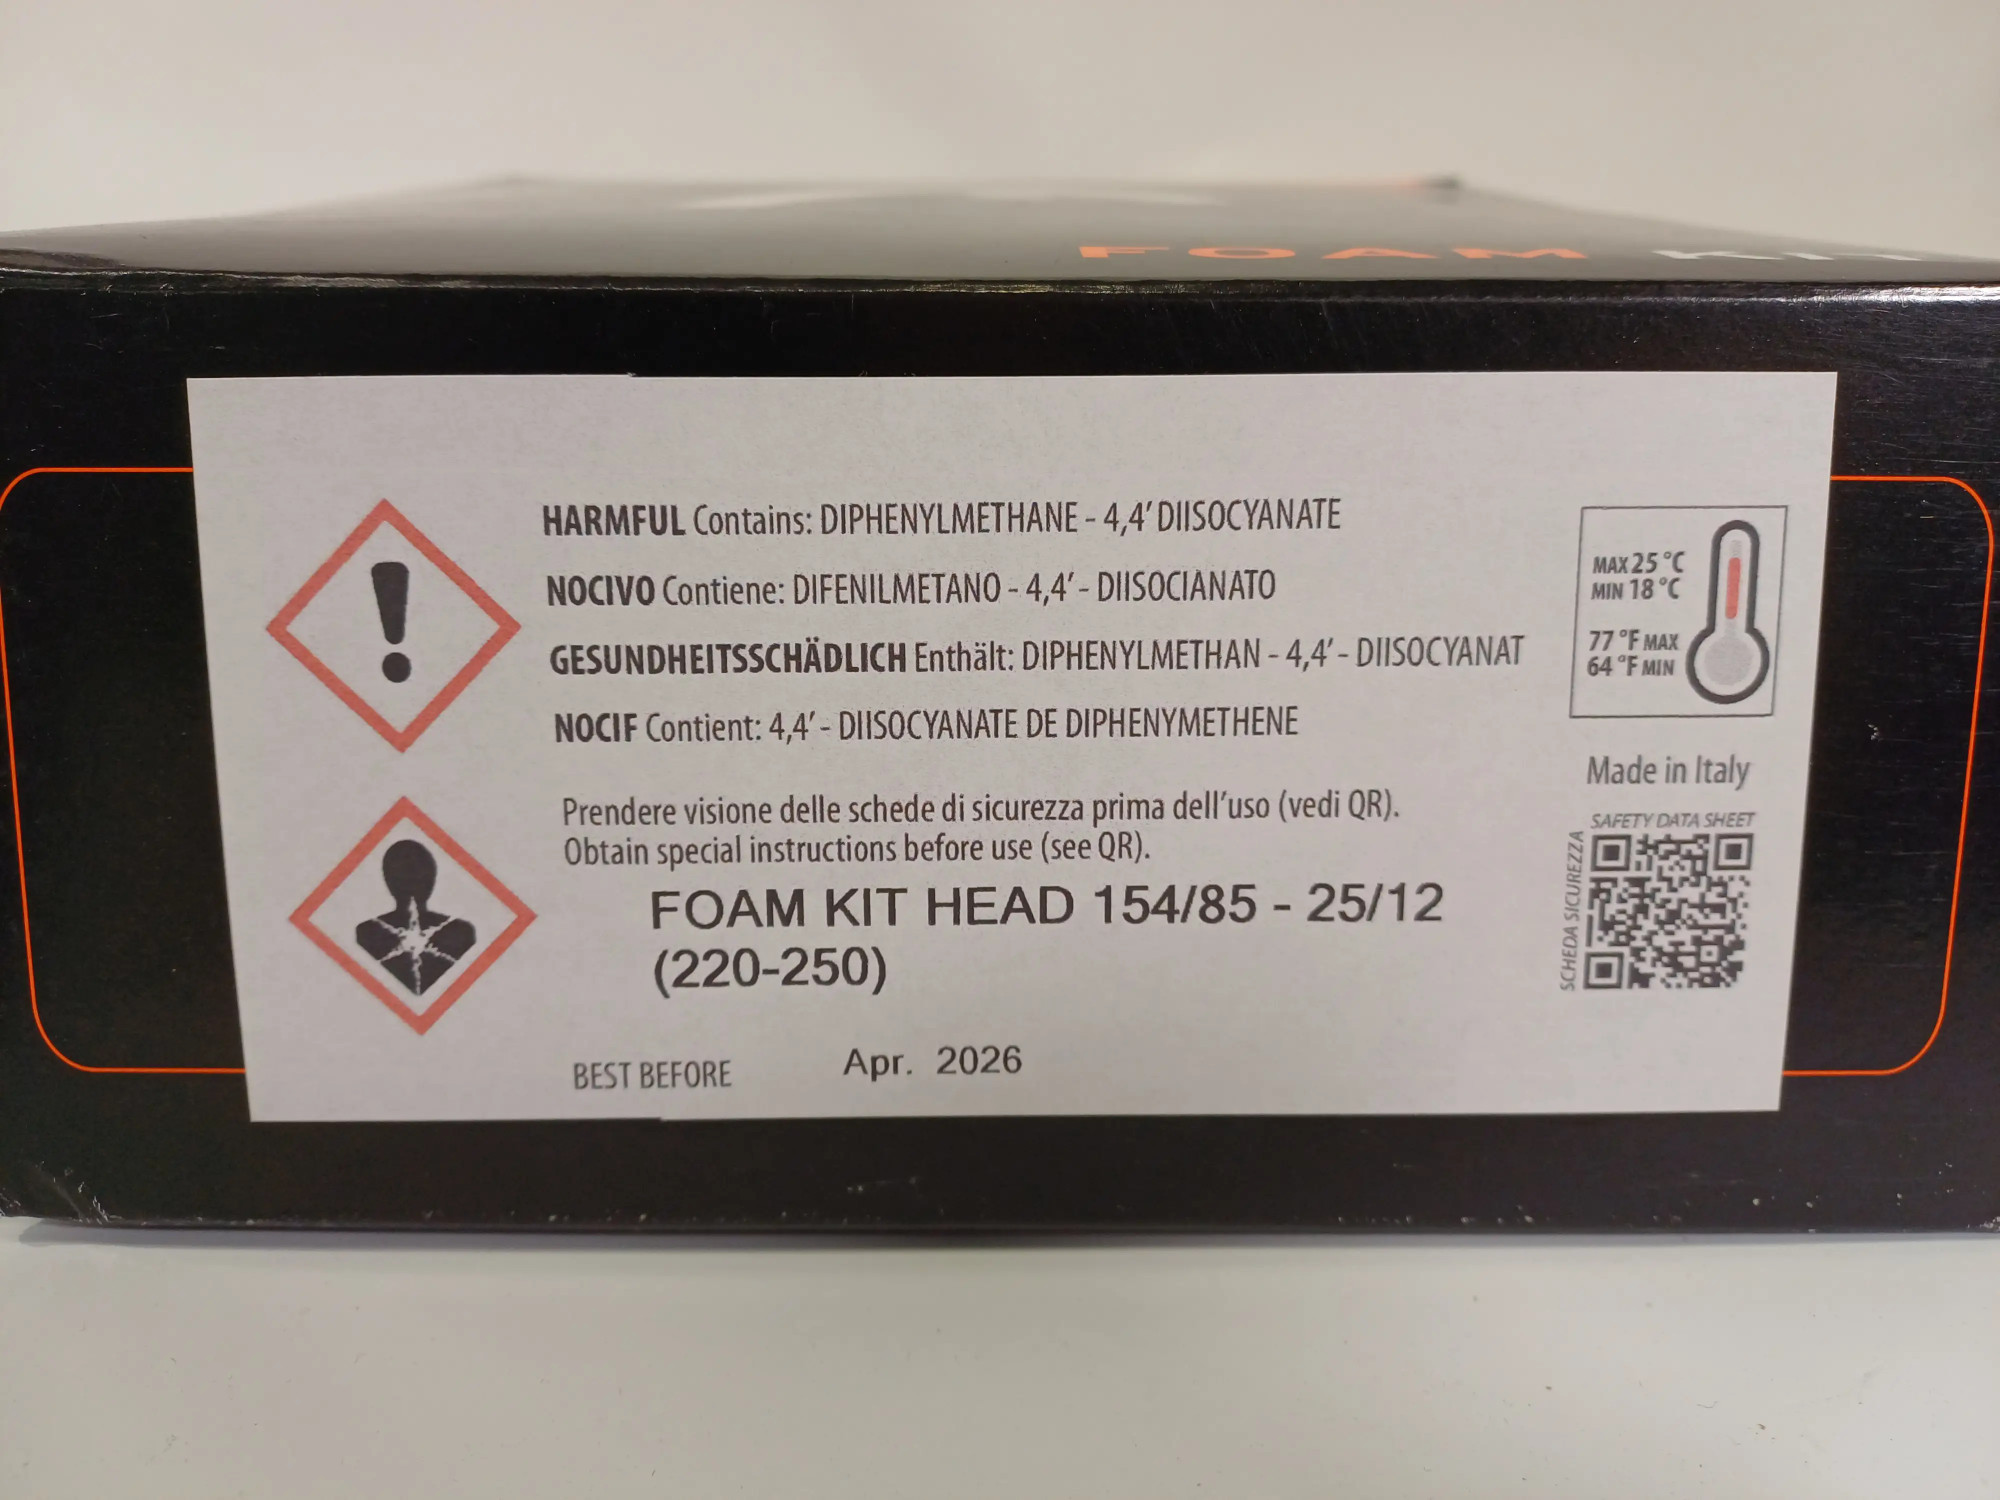 FOAM KIT
HARMFUL Contains: DIPHENYLMETHANE - 4,4' DIISOCYANATE
NOCIVO Contiene: DIFENILMETANO - 4,4' - DIISOCIANATO
GESUNDHEITSSCHÄDLICH Enthält: DIPHENYLMETHAN - 4,4' - DIISOCYANAT
NOCIF Contient: 4,4' - DIISOCYANATE DE DIPHENYMETHENE
Prendere visione delle schede di sicurezza prima dell'uso (vedi QR).
Obtain special instructions before use (see QR).
FOAM KIT HEAD 154/85 - 25/12
(220-250)
BEST BEFORE Apr. 2026
MAX 25 °C
MIN 18 °C
77 °F MAX
64 °F MIN
Made in Italy
SAFETY DATA SHEET
SCHEDA SICUREZZA